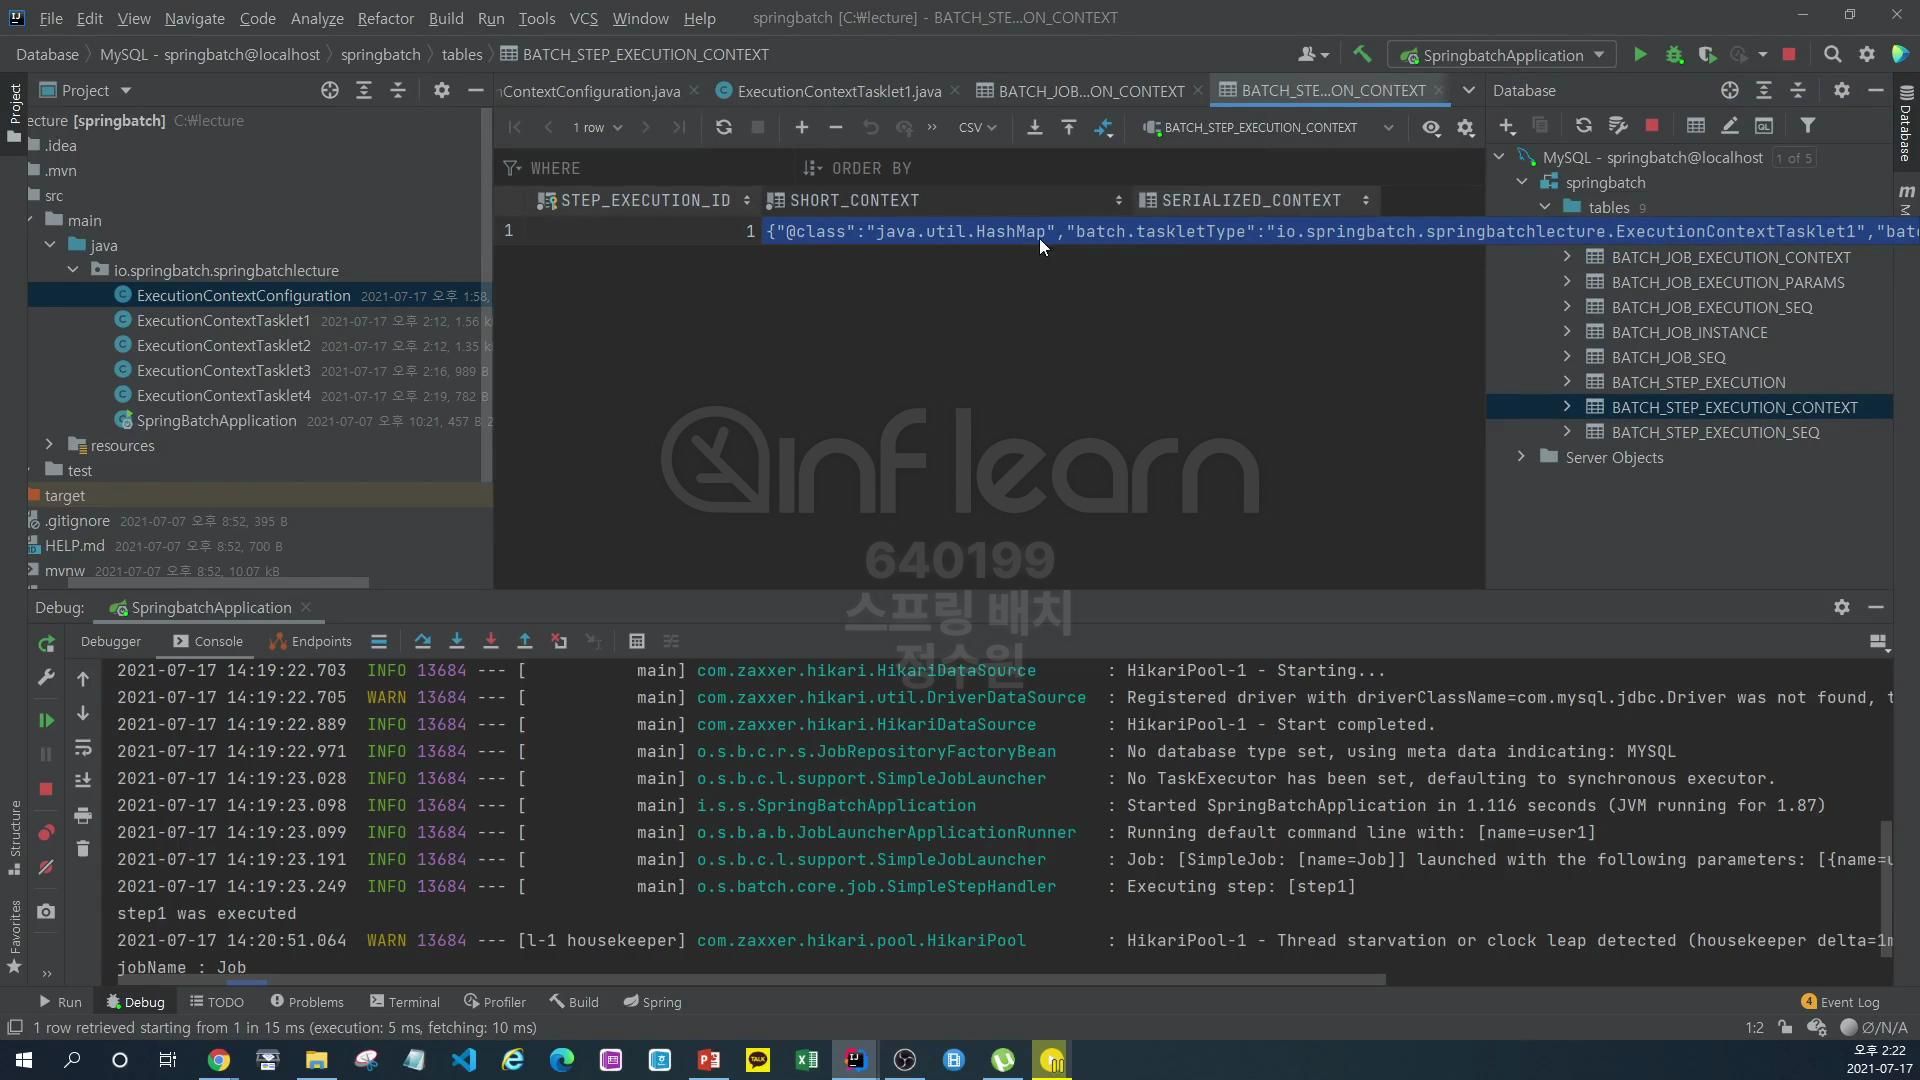 File Edit View Navigate Code Analyze Refactor Build Run Tools VCS Window Help springbatch [C:₩lecture] - BATCH_STE...ON_CONTEXT
Database MySQL - springbatch@localhost springbatch tables BATCH_STEP_EXECUTION_CONTEXT SpringbatchApplication
Project nContextConfiguration.java ExecutionContextTasklet1.java BATCH_JOB...ON_CONTEXT BATCH_STE...ON_CONTEXT Database
ecture [springbatch] C:₩lecture
1 row CSV BATCH_STEP_EXECUTION_CONTEXT
.idea
.mvn
src
main
java
io.springbatch.springbatchlecture
ExecutionContextConfiguration 2021-07-17 오후 1:58,
ExecutionContextTasklet1 2021-07-17 오후 2:12, 1.56 k
ExecutionContextTasklet2 2021-07-17 오후 2:12, 1.35 k
ExecutionContextTasklet3 2021-07-17 오후 2:16, 989 B
ExecutionContextTasklet4 2021-07-17 오후 2:19, 782 B
SpringBatchApplication 2021-07-07 오후 10:21, 457 B 2
resources
test
target
.gitignore 2021-07-07 오후 8:52, 395 B
HELP.md 2021-07-07 오후 8:52, 700 B
mvnw 2021-07-07 오후 8:52, 10.07 kB
WHERE ORDER BY
STEP_EXECUTION_ID SHORT_CONTEXT SERIALIZED_CONTEXT
1 1 {"@class":"java.util.HashMap","batch.taskletType":"io.springbatch.springbatchlecture.ExecutionContextTasklet1","batc
MySQL - springbatch@localhost 1 of 5
springbatch
tables 9
BATCH_JOB_EXECUTION_CONTEXT
BATCH_JOB_EXECUTION_PARAMS
BATCH_JOB_EXECUTION_SEQ
BATCH_JOB_INSTANCE
BATCH_JOB_SEQ
BATCH_STEP_EXECUTION
BATCH_STEP_EXECUTION_CONTEXT
BATCH_STEP_EXECUTION_SEQ
Server Objects
Project
Database
inflearn
640199
스프링 배치
정수원
Debug: SpringbatchApplication
Debugger Console Endpoints
2021-07-17 14:19:22.703 INFO 13684 --- [ main] com.zaxxer.hikari.HikariDataSource : HikariPool-1 - Starting...
2021-07-17 14:19:22.705 WARN 13684 --- [ main] com.zaxxer.hikari.util.DriverDataSource : Registered driver with driverClassName=com.mysql.jdbc.Driver was not found, t
2021-07-17 14:19:22.889 INFO 13684 --- [ main] com.zaxxer.hikari.HikariDataSource : HikariPool-1 - Start completed.
2021-07-17 14:19:22.971 INFO 13684 --- [ main] o.s.b.c.r.s.JobRepositoryFactoryBean : No database type set, using meta data indicating: MYSQL
2021-07-17 14:19:23.028 INFO 13684 --- [ main] o.s.b.c.l.support.SimpleJobLauncher : No TaskExecutor has been set, defaulting to synchronous executor.
2021-07-17 14:19:23.098 INFO 13684 --- [ main] i.s.s.SpringBatchApplication : Started SpringBatchApplication in 1.116 seconds (JVM running for 1.87)
2021-07-17 14:19:23.099 INFO 13684 --- [ main] o.s.b.a.b.JobLauncherApplicationRunner : Running default command line with: [name=user1]
2021-07-17 14:19:23.191 INFO 13684 --- [ main] o.s.b.c.l.support.SimpleJobLauncher : Job: [SimpleJob: [name=Job]] launched with the following parameters: [{name=u
2021-07-17 14:19:23.249 INFO 13684 --- [ main] o.s.batch.core.job.SimpleStepHandler : Executing step: [step1]
step1 was executed
2021-07-17 14:20:51.064 WARN 13684 --- [l-1 housekeeper] com.zaxxer.hikari.pool.HikariPool : HikariPool-1 - Thread starvation or clock leap detected (housekeeper delta=1m
jobName : Job
Structure
Favorites
Run Debug TODO Problems Terminal Profiler Build Spring 4 Event Log
1 row retrieved starting from 1 in 15 ms (execution: 5 ms, fetching: 10 ms) 1:2 ∅/N/A
오후 2:22
2021-07-17